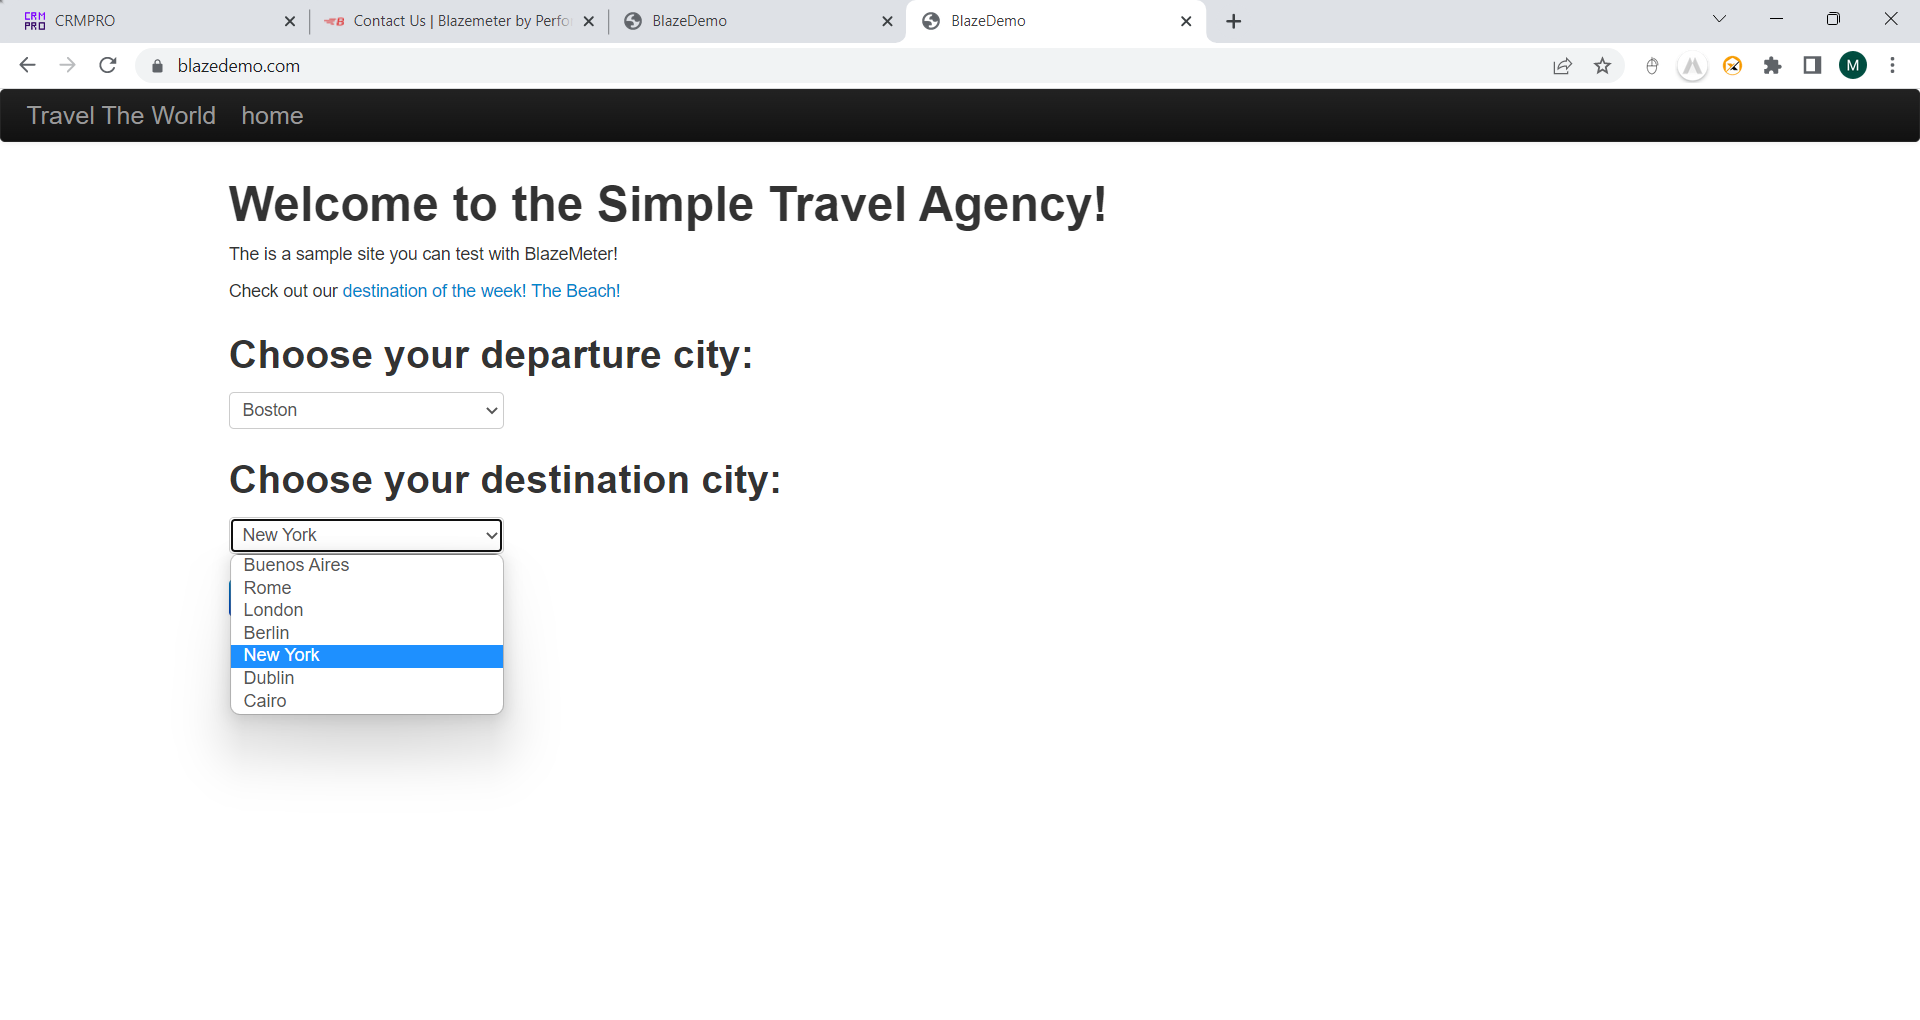 CRM
PRO
CRMPRO
Contact Us | Blazemeter by Perfo
BlazeDemo
BlazeDemo
blazedemo.com
M
Travel The World home
Welcome to the Simple Travel Agency!
The is a sample site you can test with BlazeMeter!
Check out our destination of the week! The Beach!
Choose your departure city:
Boston
Choose your destination city:
New York
Buenos Aires
Rome
London
Berlin
New York
Dublin
Cairo